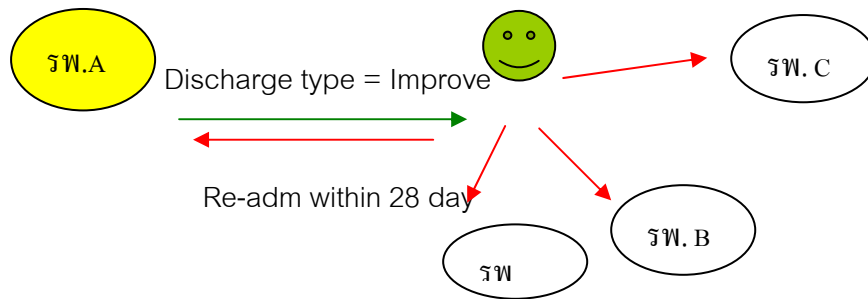 รพ.A
รพ. C
Discharge type = Improve
Re-adm within 28 day
รพ. B
รพ